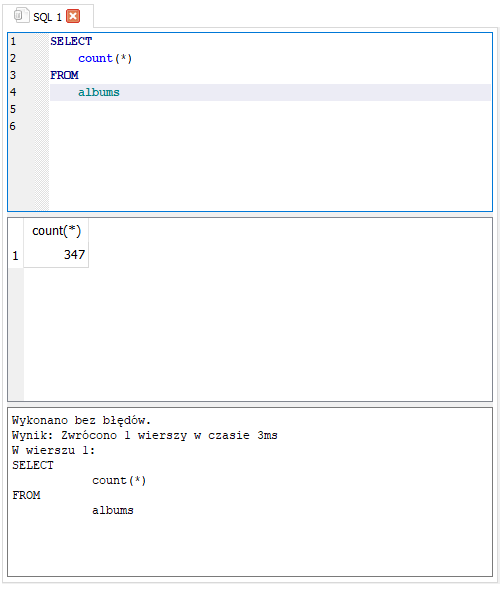 SQL 1
1 SELECT
2 count(*)
3 FROM
4 albums
5
6
count(*)
1 347
Wykonano bez błędów.
Wynik: Zwrócono 1 wierszy w czasie 3ms
W wierszu 1:
SELECT
count(*)
FROM
albums